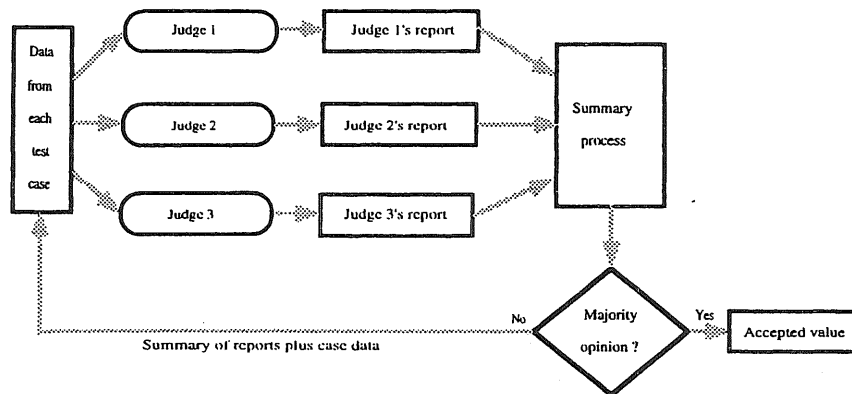 Data
from
each
test
case
Judge 1
Judge 1's report
Judge 2
Judge 2's report
Judge 3
Judge 3's report
Summary
process
Majority
opinion ?
No
Yes
Accepted value
Summary of reports plus case data